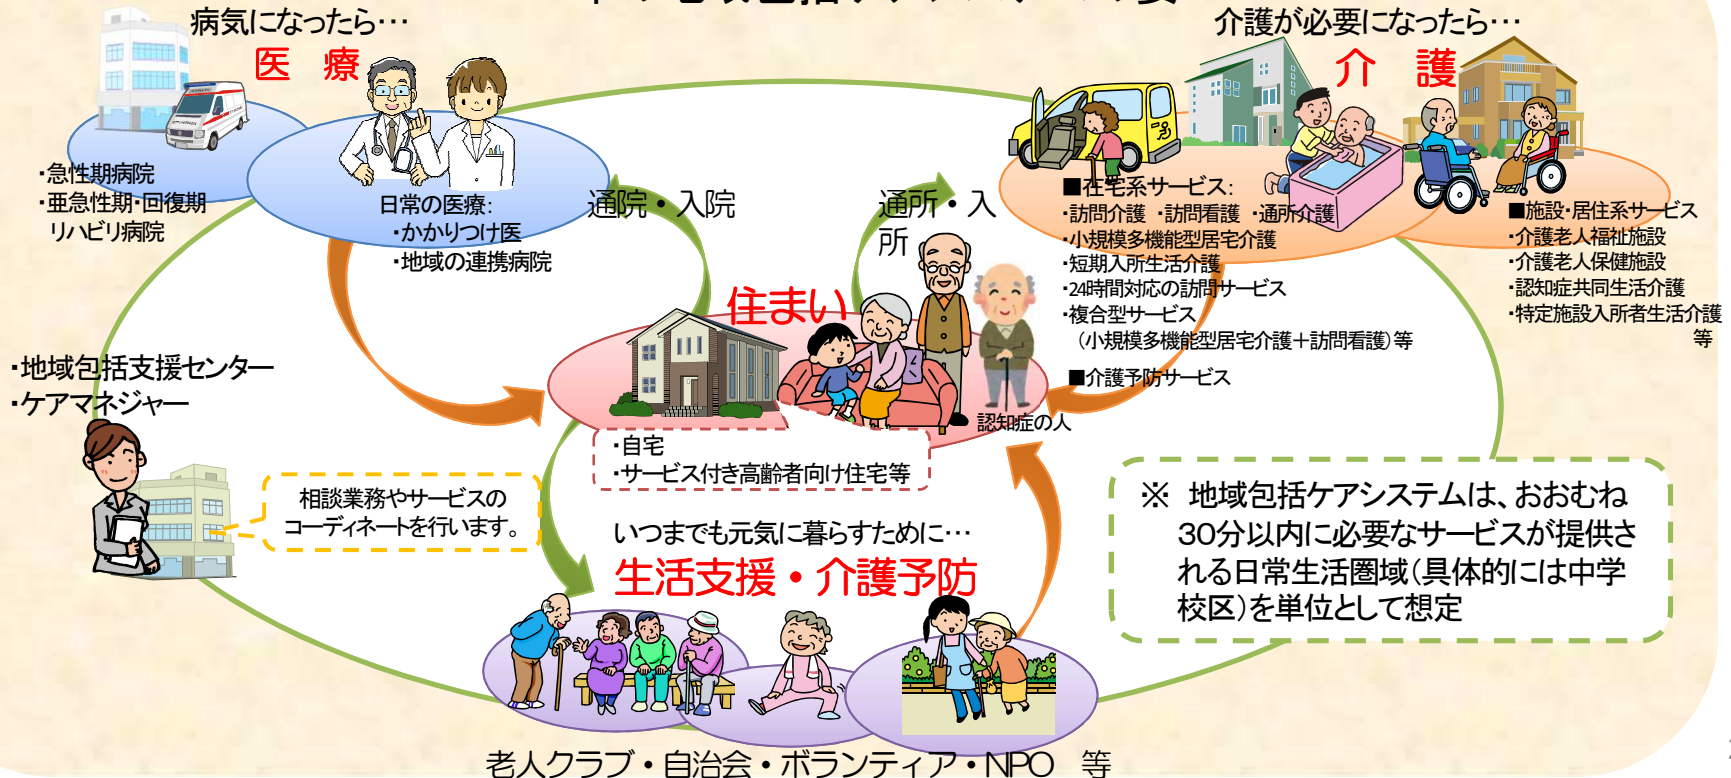 病気になったら…
医 療
・急性期病院
・亜急性期・回復期
リハビリ病院
日常の医療:
・かかりつけ医
・地域の連携病院
通院・入院
通所・入
所
介護が必要になったら…
介 護
■在宅系サービス:
・訪問介護 ・訪問看護 ・通所介護
・小規模多機能型居宅介護
・短期入所生活介護
・24時間対応の訪問サービス
・複合型サービス
（小規模多機能型居宅介護＋訪問看護）等
■介護予防サービス
■施設・居住系サービス
・介護老人福祉施設
・介護老人保健施設
・認知症共同生活介護
・特定施設入所者生活介護
等
住まい
認知症の人
・自宅
・サービス付き高齢者向け住宅等
・地域包括支援センター
・ケアマネジャー
相談業務やサービスの
コーディネートを行います。
いつまでも元気に暮らすために…
生活支援・介護予防
老人クラブ・自治会・ボランティア・NPO 等
※ 地域包括ケアシステムは、おおむね
30分以内に必要なサービスが提供さ
れる日常生活圏域（具体的には中学
校区）を単位として想定